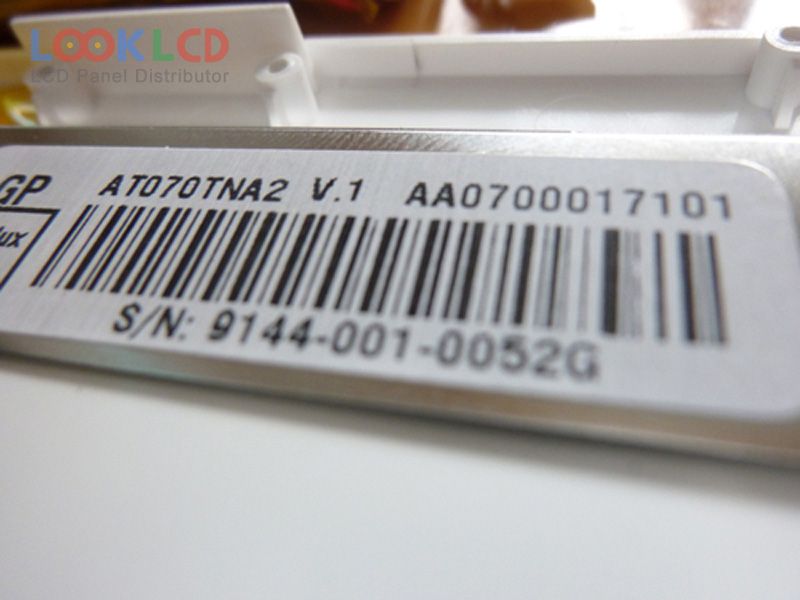 LOOKLCD
LCD Panel Distributor
GP AT070TNA2 V.1 AA0700017101
lux
S/N: 9144-001-0052G